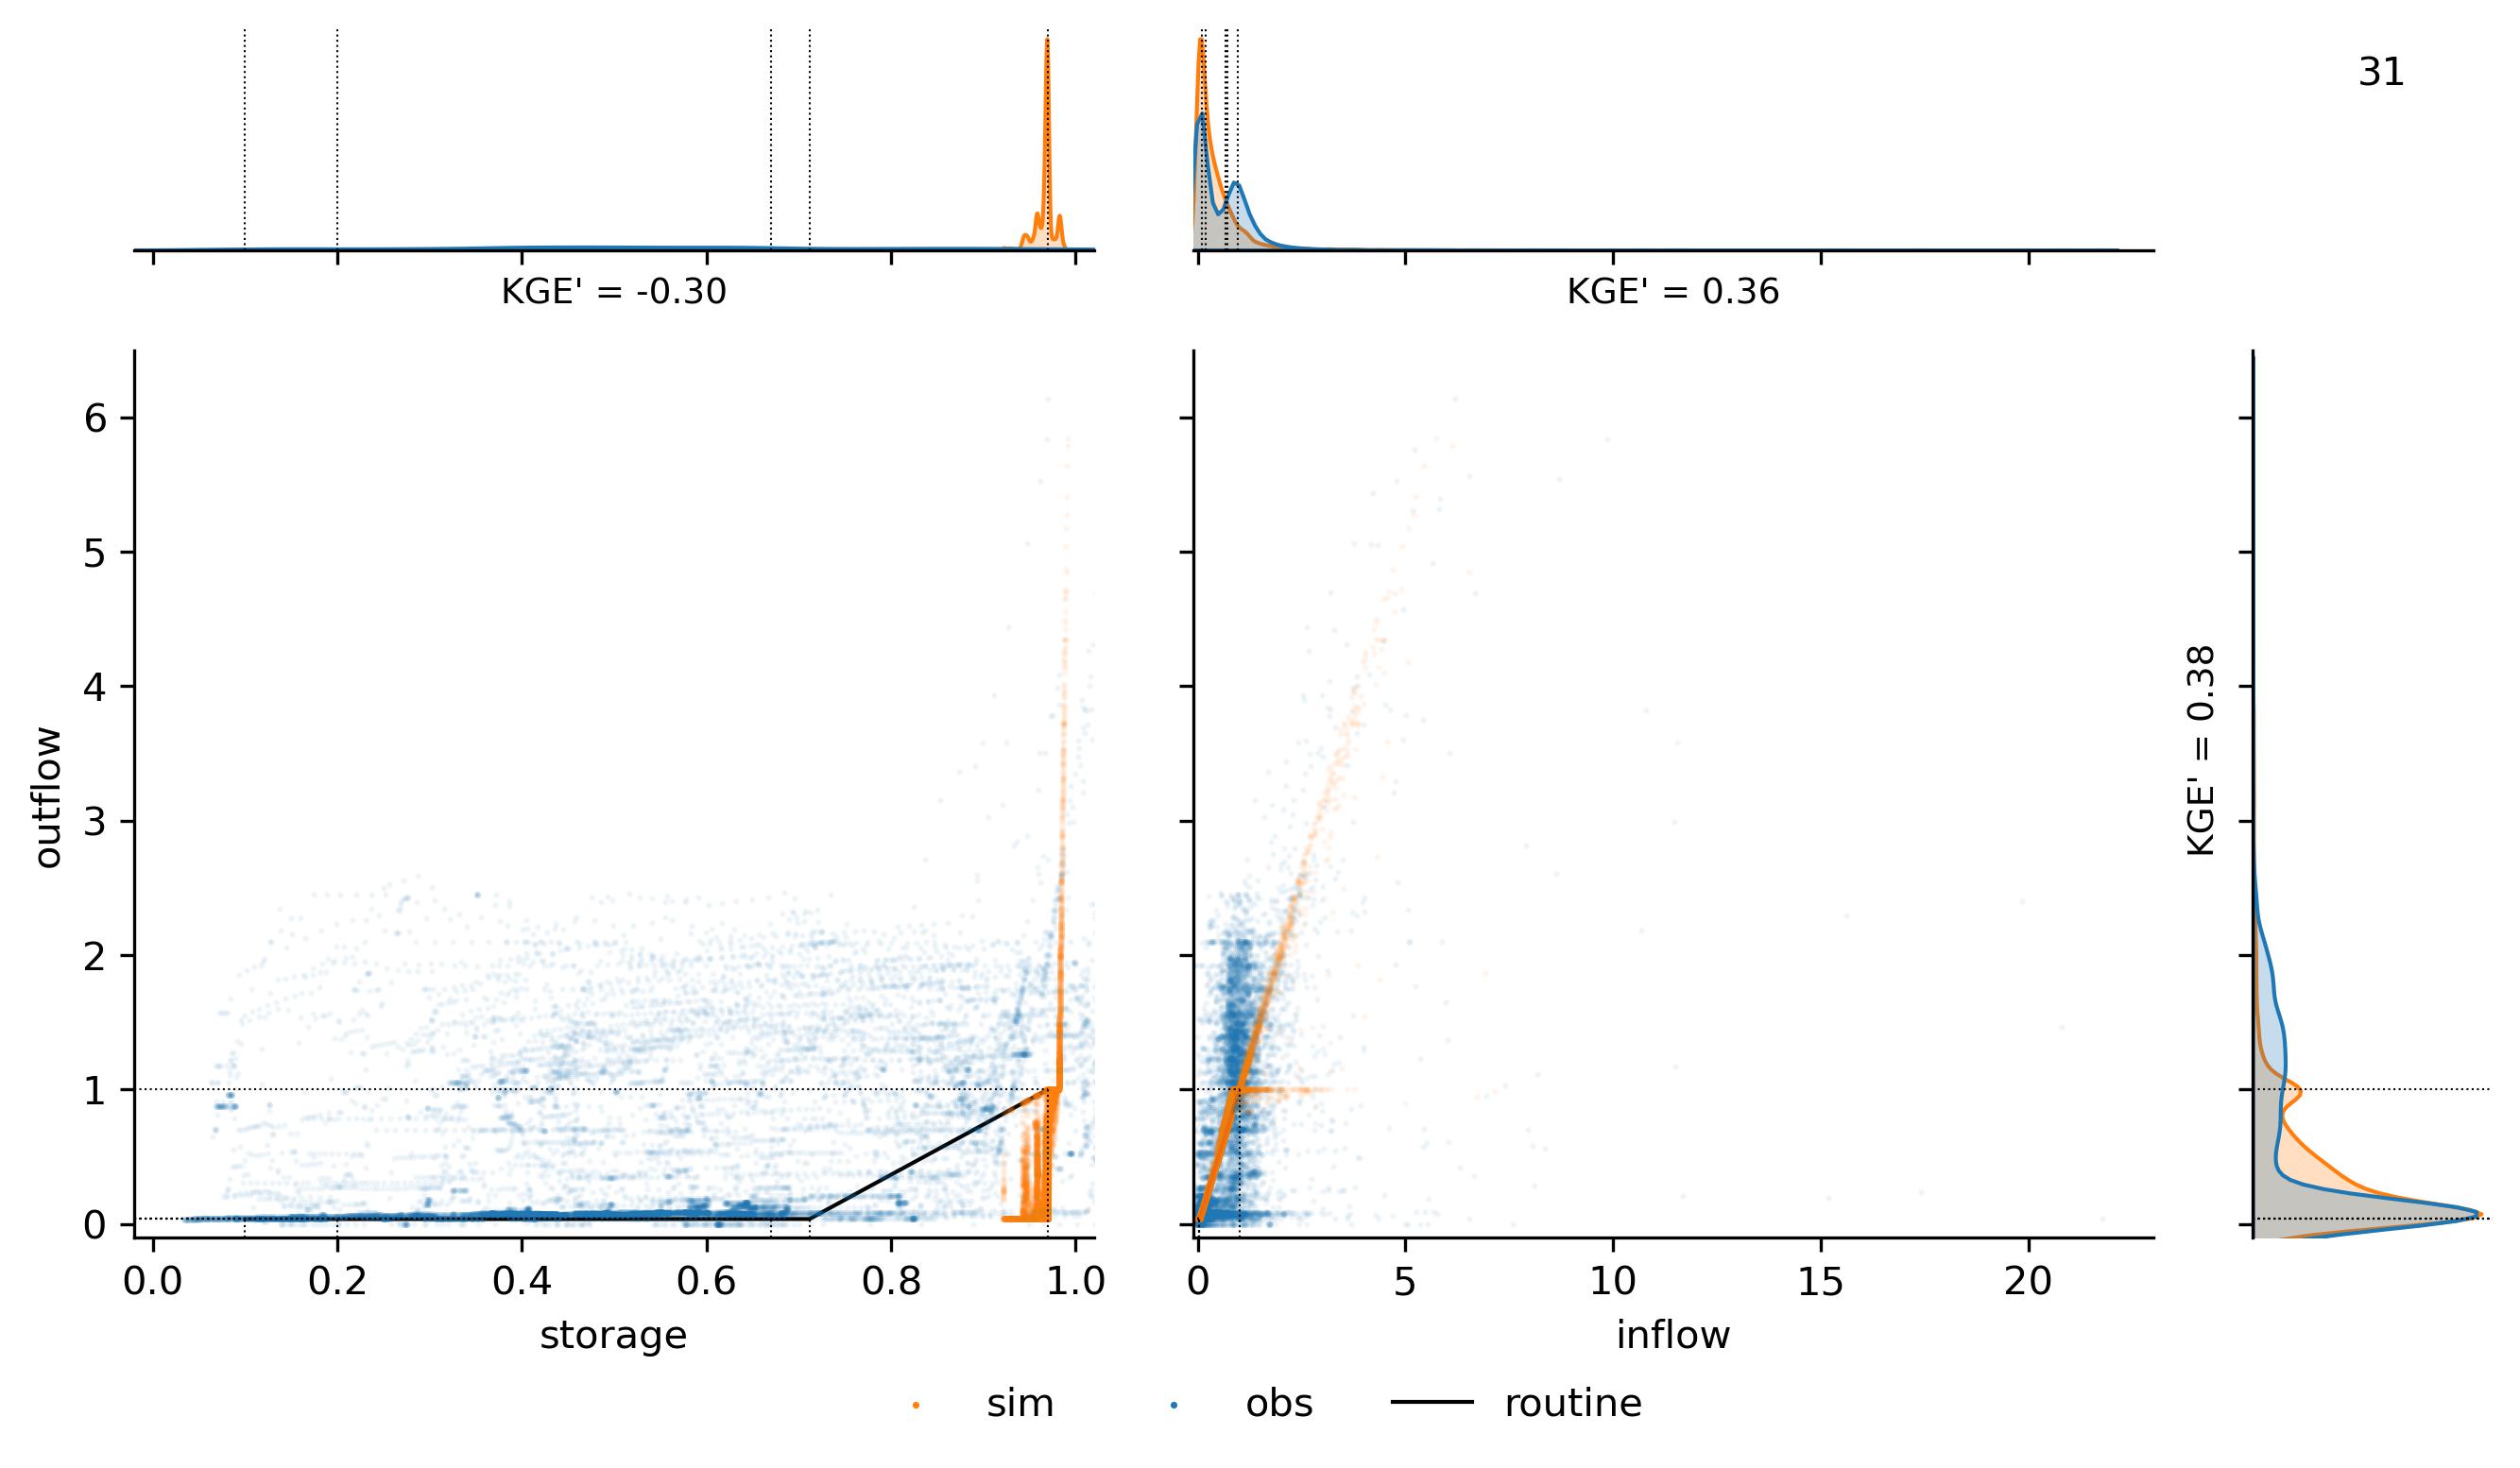 31
KGE' = -0.30
KGE' = 0.36
6
5
4
3
2
1
0
outflow
KGE' = 0.38
0.0 0.2 0.4 0.6 0.8 1.0
0 5 10 15 20
storage
inflow
sim obs routine